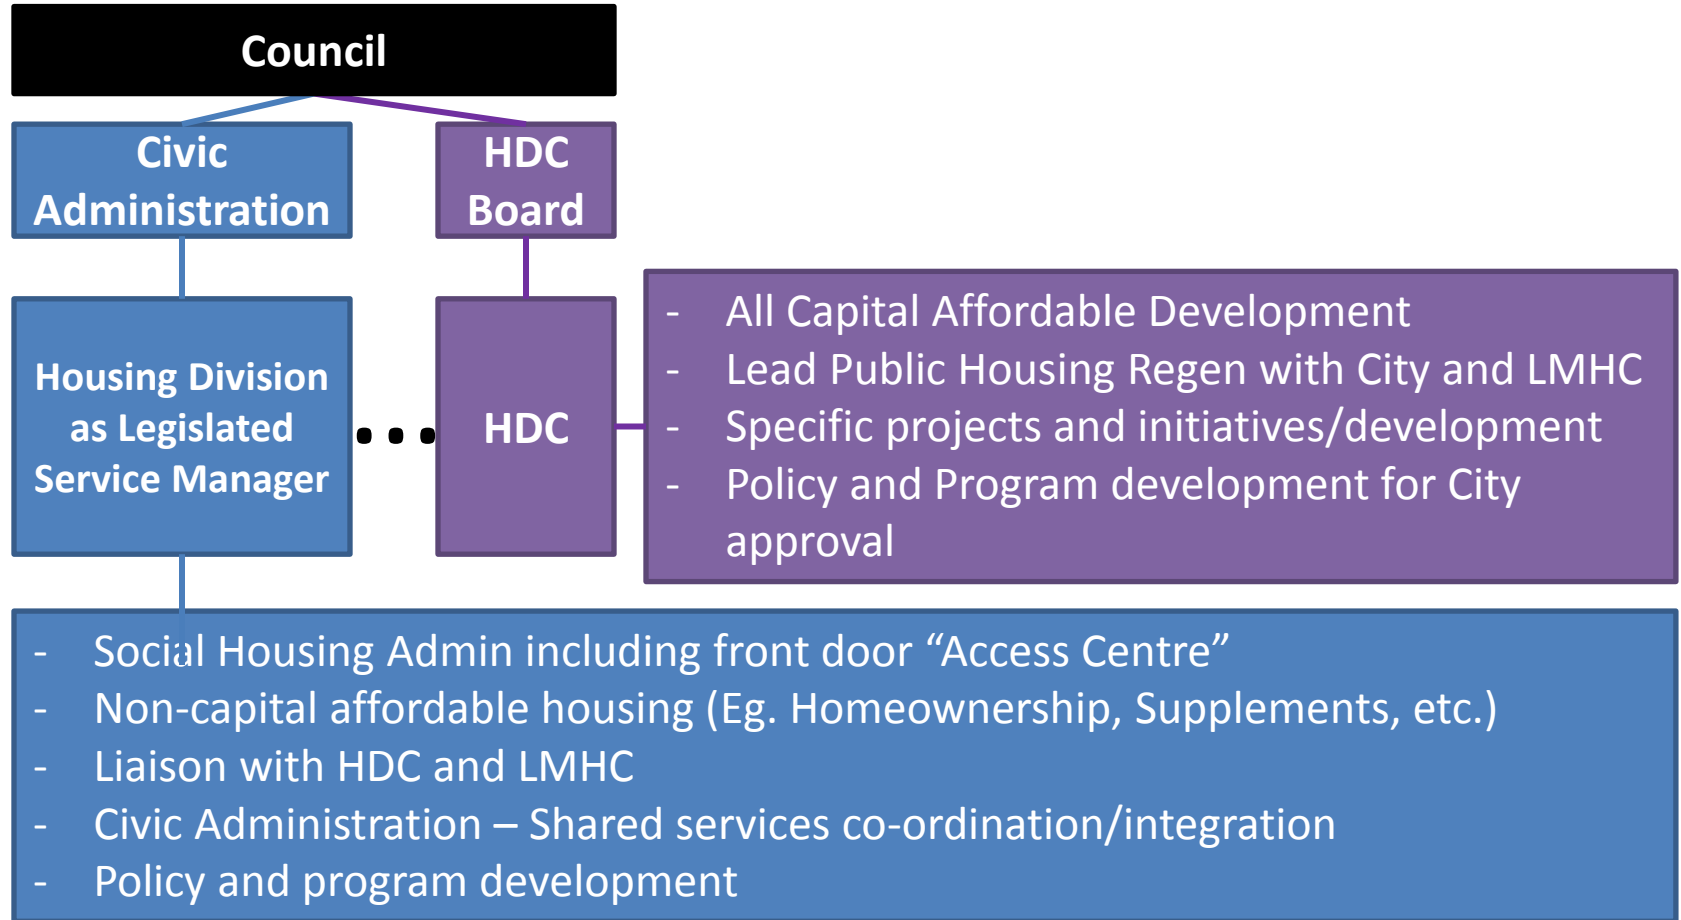 Council
Civic
Administration
HDC
Board
Housing Division
as Legislated
Service Manager
HDC
- All Capital Affordable Development
- Lead Public Housing Regen with City and LMHC
- Specific projects and initiatives/development
- Policy and Program development for City
approval
- Social Housing Admin including front door “Access Centre”
- Non-capital affordable housing (Eg. Homeownership, Supplements, etc.)
- Liaison with HDC and LMHC
- Civic Administration – Shared services co-ordination/integration
- Policy and program development